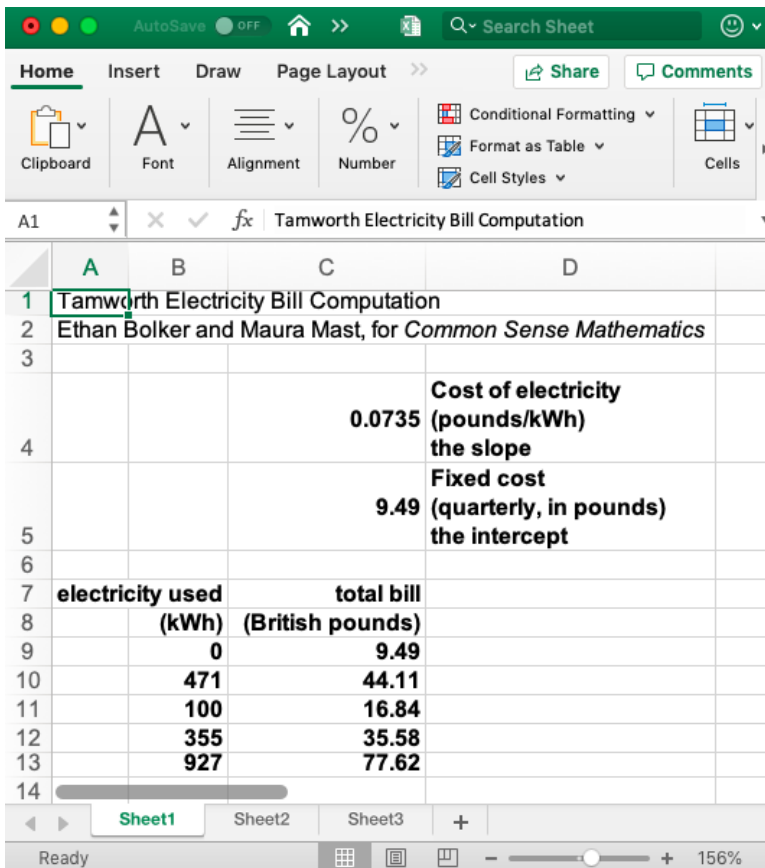 AutoSave OFF Search Sheet
Home Insert Draw Page Layout >> Share Comments
Clipboard Font Alignment Number Conditional Formatting Format as Table Cell Styles Cells
A1 fx Tamworth Electricity Bill Computation
A B C D
1 Tamworth Electricity Bill Computation
2 Ethan Bolker and Maura Mast, for Common Sense Mathematics
3
Cost of electricity
0.0735 (pounds/kWh)
4 the slope
Fixed cost
9.49 (quarterly, in pounds)
5 the intercept
6
7 electricity used total bill
8 (kWh) (British pounds)
9 0 9.49
10 471 44.11
11 100 16.84
12 355 35.58
13 927 77.62
14
Sheet1 Sheet2 Sheet3 +
Ready - + 156%